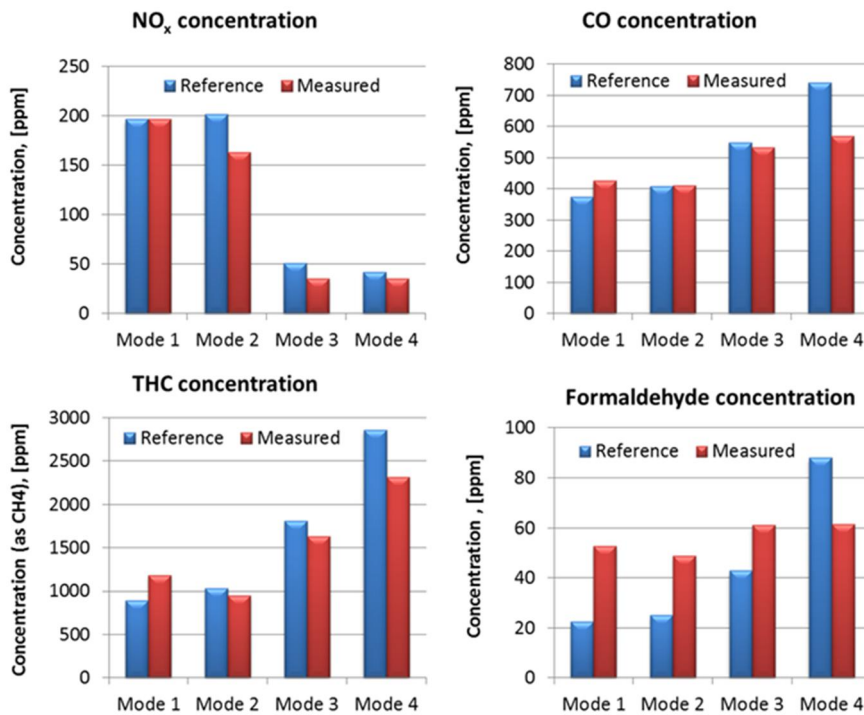 NOx concentration
Concentration, [ppm]
250
200
150
100
50
0
Reference Measured
Mode 1 Mode 2 Mode 3 Mode 4
CO concentration
Concentration, [ppm]
800
700
600
500
400
300
200
100
0
Reference Measured
Mode 1 Mode 2 Mode 3 Mode 4
THC concentration
Concentration (as CH4), [ppm]
3000
2500
2000
1500
1000
500
0
Reference Measured
Mode 1 Mode 2 Mode 3 Mode 4
Formaldehyde concentration
Concentration , [ppm]
100
80
60
40
20
0
Reference Measured
Mode 1 Mode 2 Mode 3 Mode 4